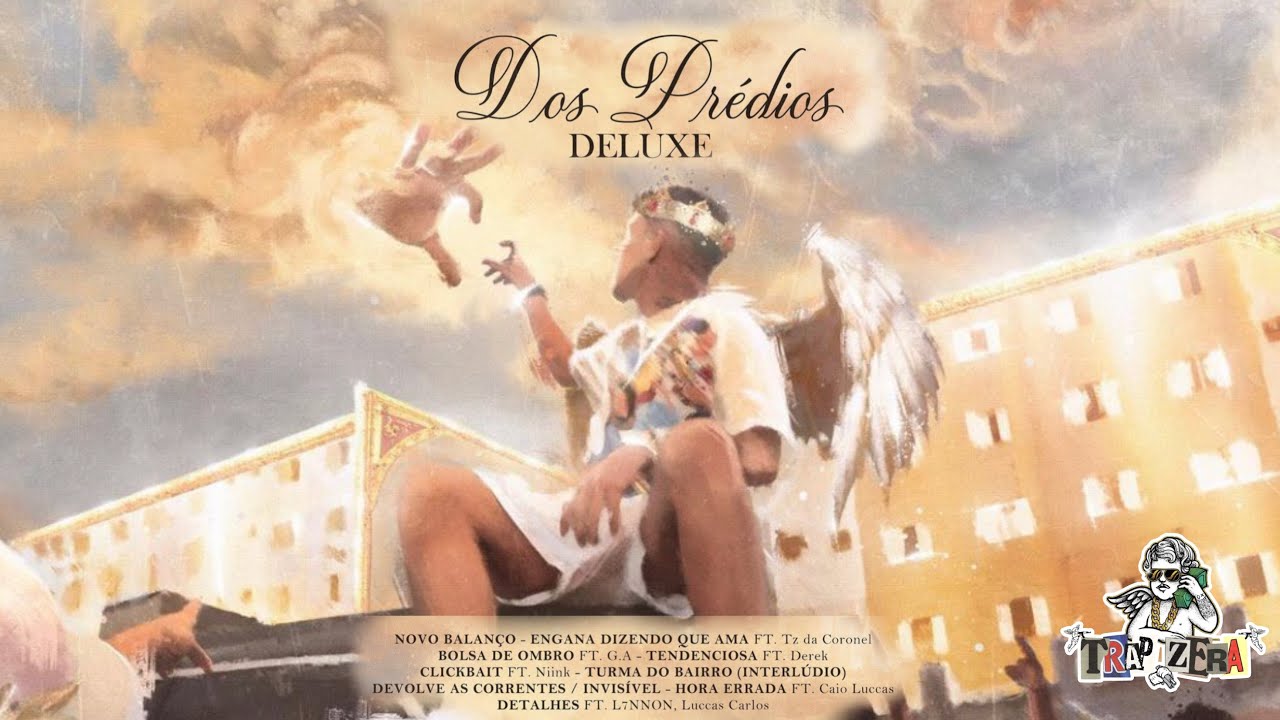 Dos Prédios
DELUXE
NOVO BALANÇO - ENGANA DIZENDO QUE AMA FT. Tz da Coronel
BOLSA DE OMBRO FT. G.A - TENDENCIOSA FT. Derek
CLICKBAIT FT. Niink - TURMA DO BAIRRO (INTERLÚDIO)
DEVOLVE AS CORRENTES / INVISÍVEL - HORA ERRADA FT. Caio Luccas
DETALHES FT. L7NNON, Luccas Carlos
TRAPZERA